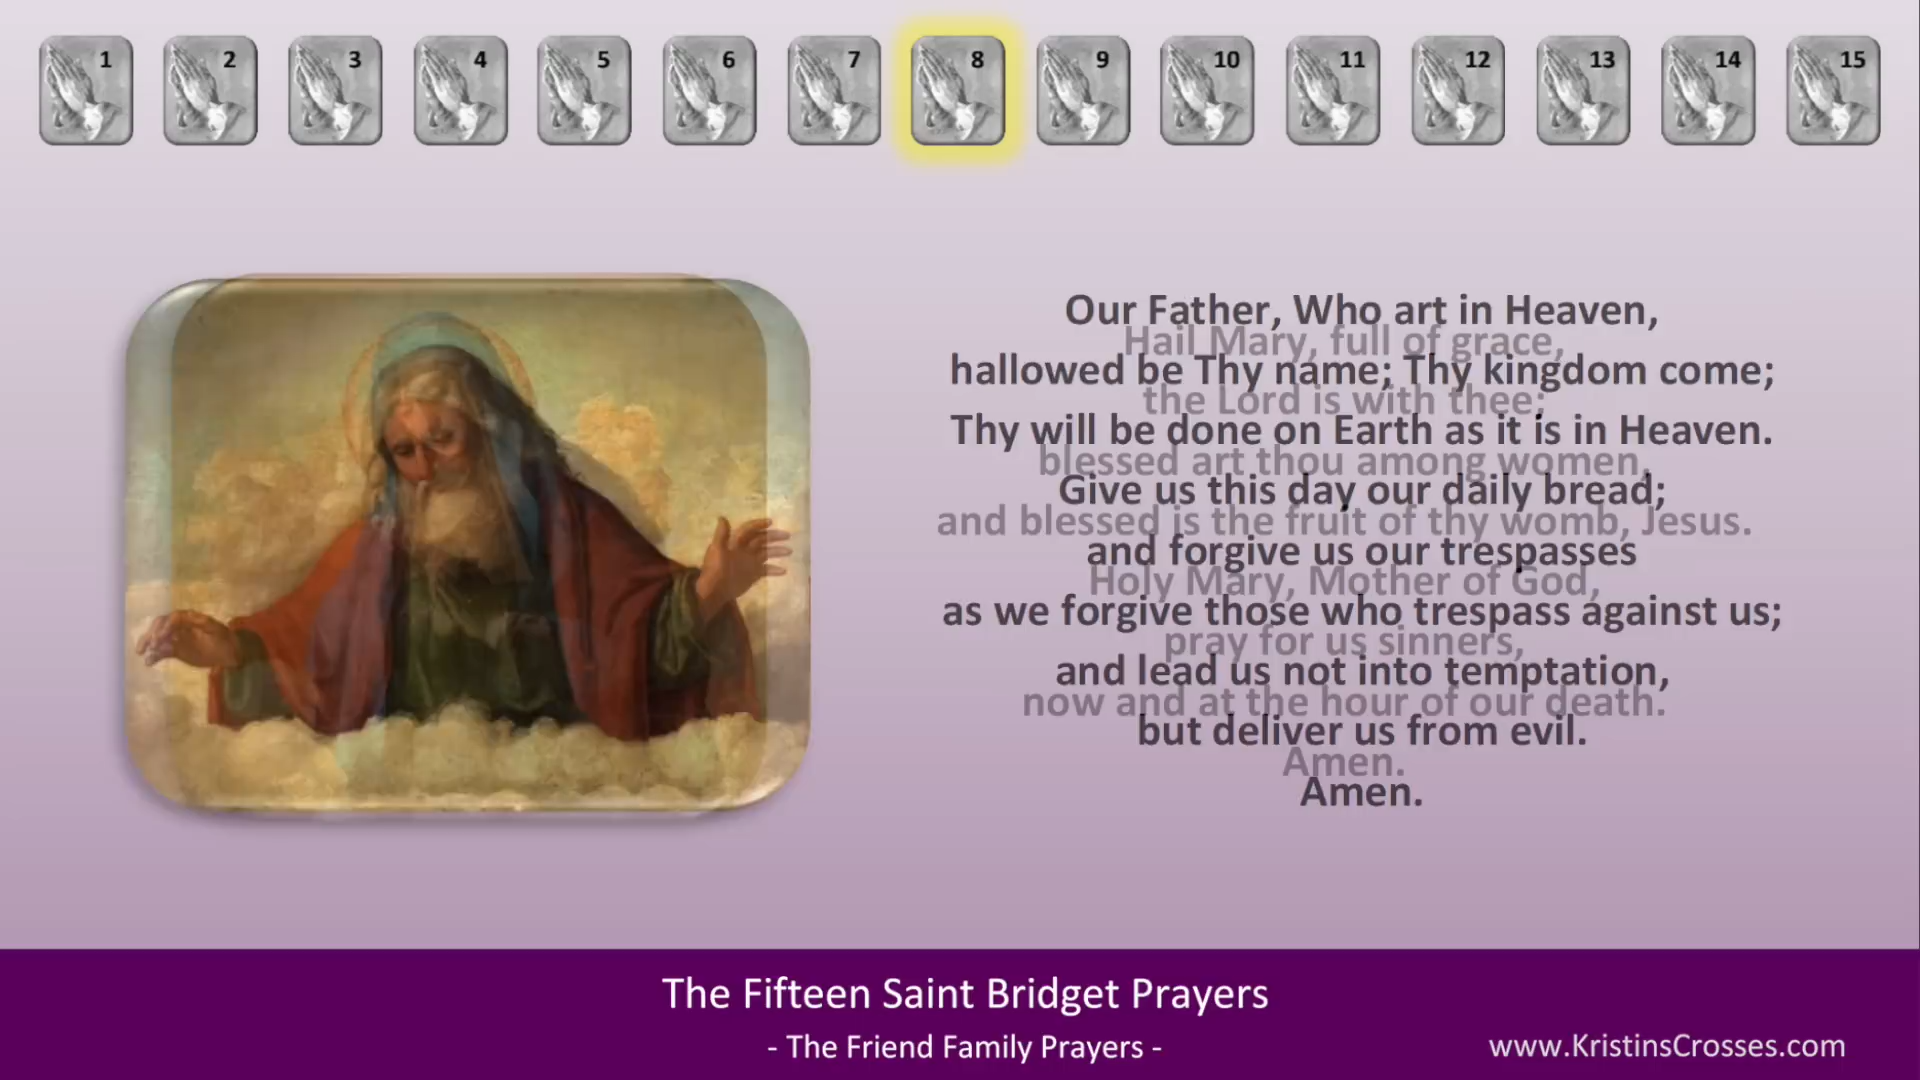 1 2 3 4 5 6 7 8 9 10 11 12 13 14 15
Our Father, Who art in Heaven,
Hail Mary, full of grace,
hallowed be Thy name; Thy kingdom come;
the Lord is with thee;
Thy will be done on Earth as it is in Heaven.
blessed art thou among women,
Give us this day our daily bread;
and blessed is the fruit of thy womb, Jesus.
and forgive us our trespasses
Holy Mary, Mother of God,
as we forgive those who trespass against us;
pray for us sinners,
and lead us not into temptation,
now and at the hour of our death.
but deliver us from evil.
Amen.
Amen.
The Fifteen Saint Bridget Prayers
- The Friend Family Prayers -
www.KristinsCrosses.com